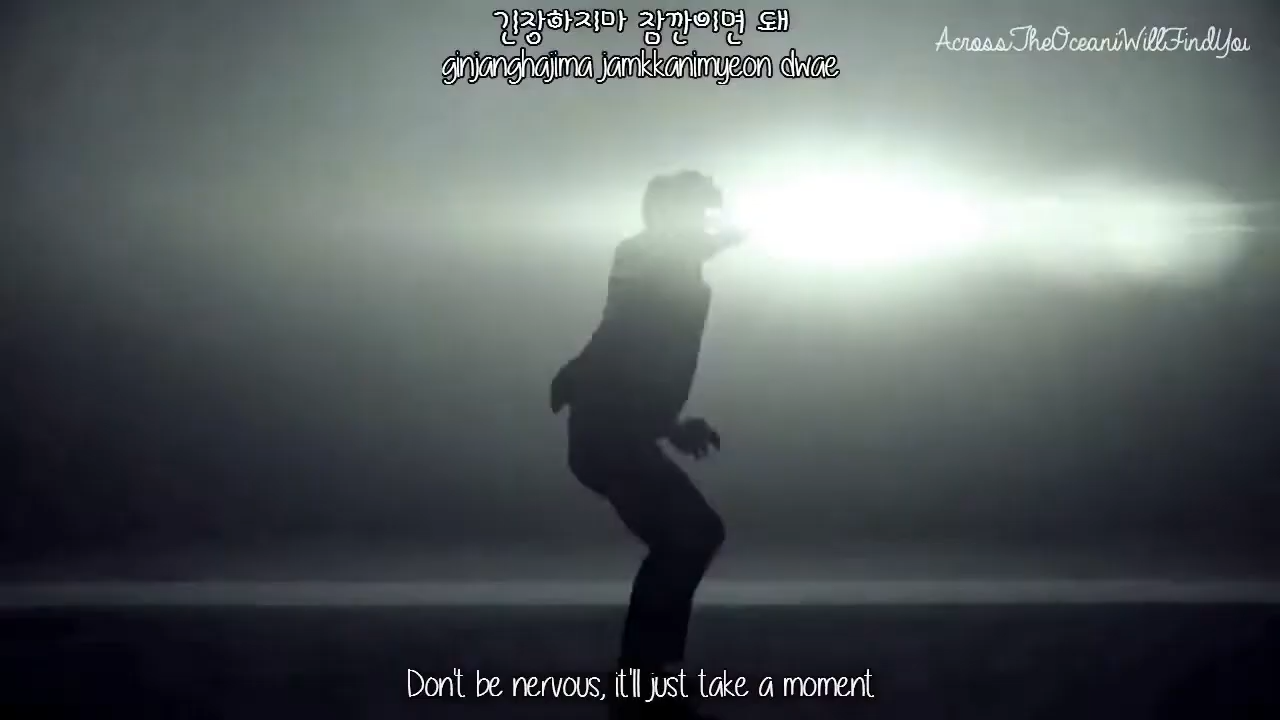 긴장하지마 잠깐이면 돼
ginjanghajima jamkkanimyeon dwae
AcrossTheOceaniWillFindYou
Don't be nervous, it'll just take a moment